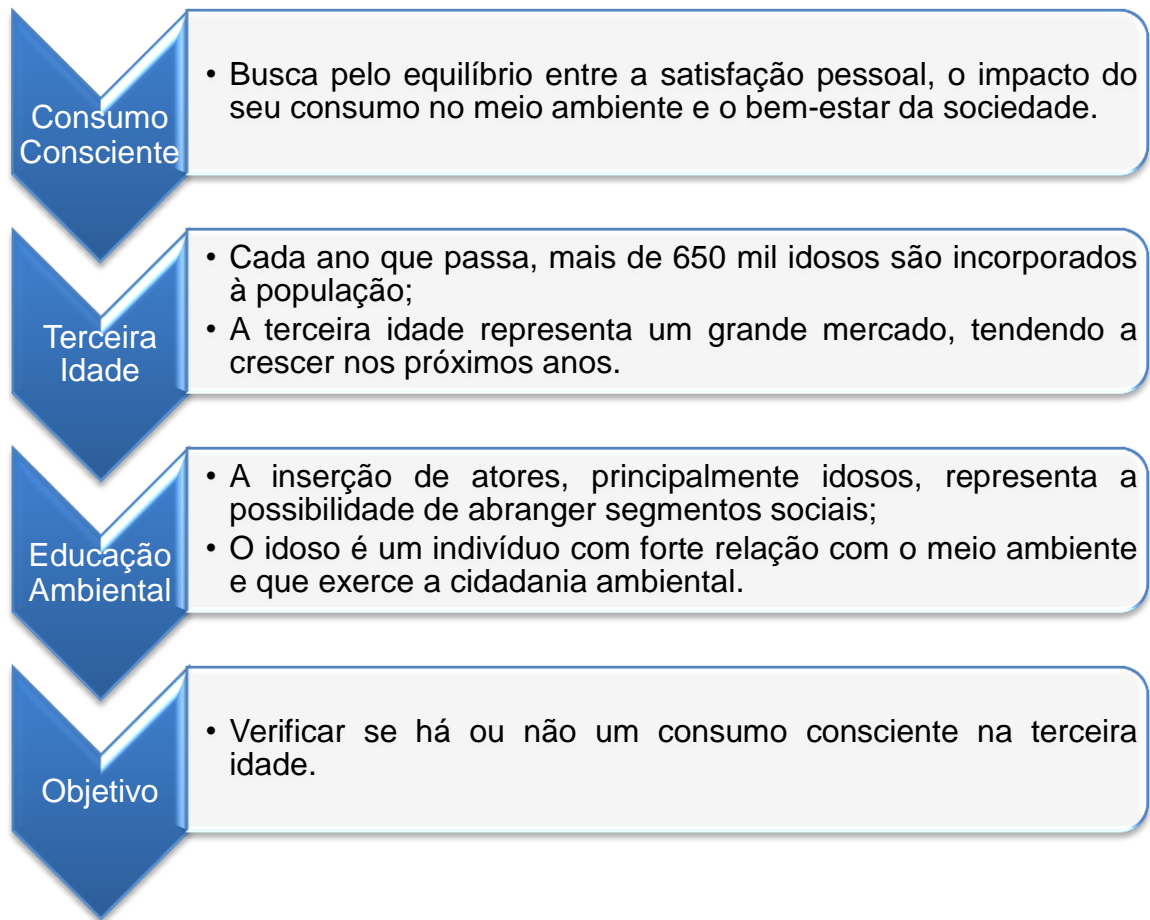 Consumo
Consciente
• Busca pelo equilíbrio entre a satisfação pessoal, o impacto do
seu consumo no meio ambiente e o bem-estar da sociedade.
Terceira
Idade
• Cada ano que passa, mais de 650 mil idosos são incorporados
à população;
• A terceira idade representa um grande mercado, tendendo a
crescer nos próximos anos.
Educação
Ambiental
• A inserção de atores, principalmente idosos, representa a
possibilidade de abranger segmentos sociais;
• O idoso é um indivíduo com forte relação com o meio ambiente
e que exerce a cidadania ambiental.
Objetivo
• Verificar se há ou não um consumo consciente na terceira
idade.